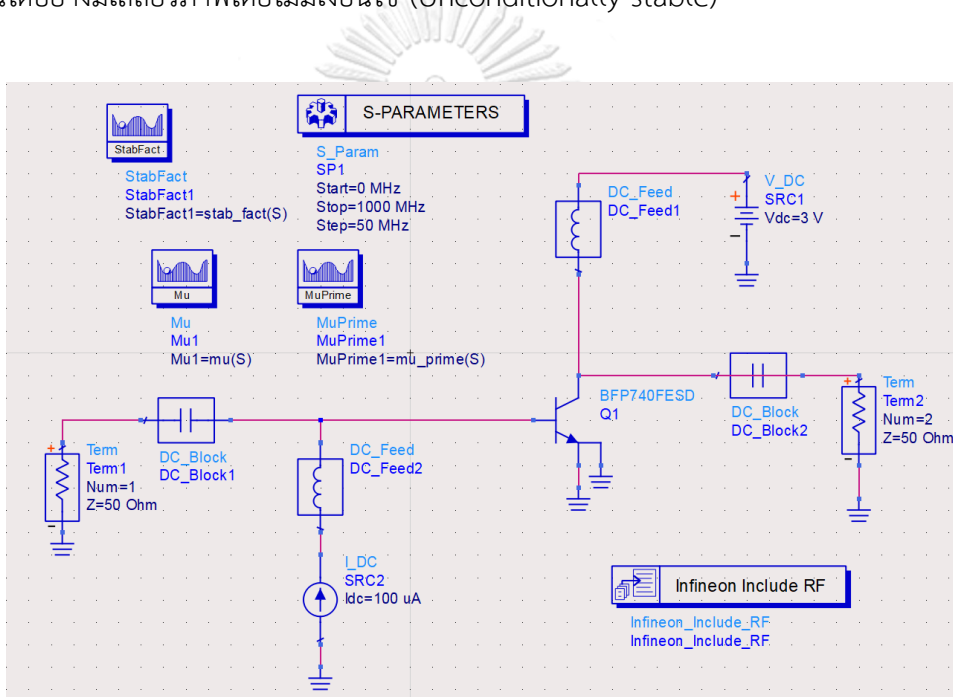 (Unconditionally stable)
S-PARAMETERS
StabFact
StabFact
StabFact1
StabFact1=stab_fact(S)
S_Param
SP1
Start=0 MHz
Stop=1000 MHz
Step=50 MHz
DC_Feed
DC_Feed1
V_DC
SRC1
Vdc=3 V
+
−
Mu
Mu
Mu1
Mu1=mu(S)
MuPrime
MuPrime
MuPrime1
MuPrime1=mu_prime(S)
BFP740FESD
Q1
DC_Block
DC_Block2
+
Term
Term2
Num=2
Z=50 Ohm
−
+
Term
Term1
Num=1
Z=50 Ohm
−
DC_Block
DC_Block1
DC_Feed
DC_Feed2
I_DC
SRC2
Idc=100 uA
Infineon Include RF
Infineon_Include_RF
Infineon_Include_RF